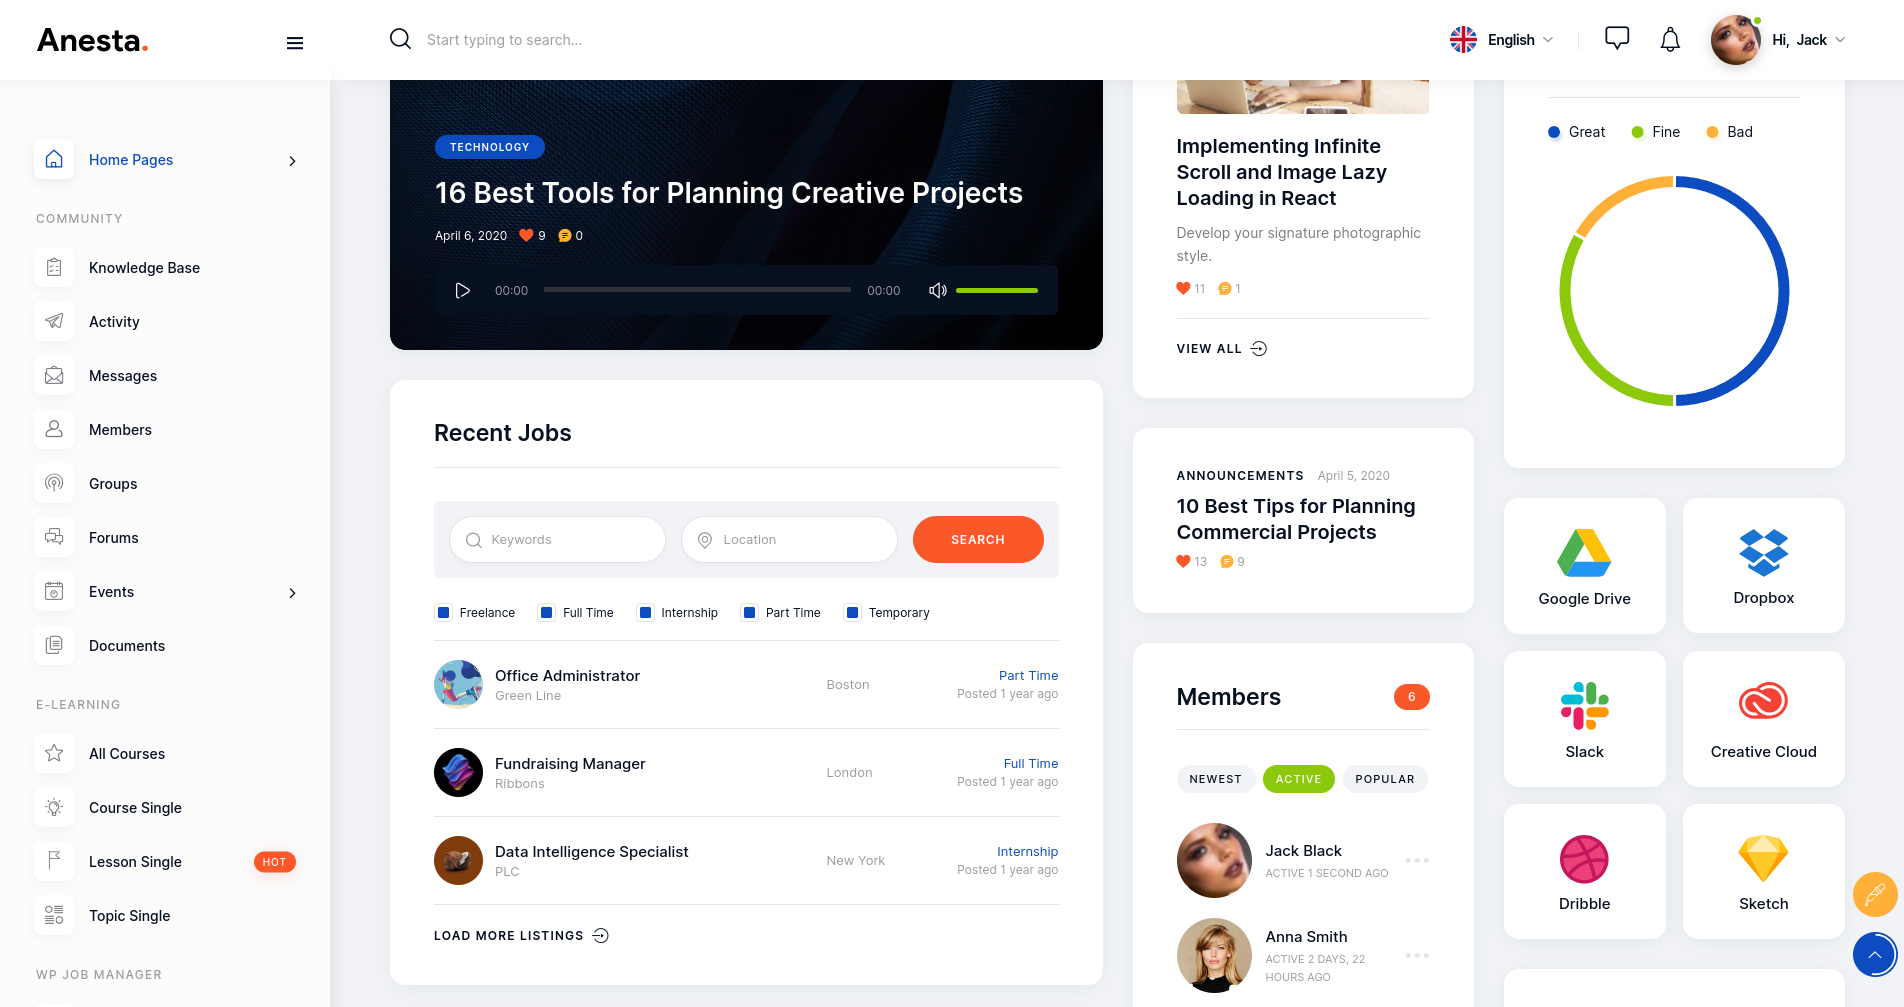 Anesta.
Start typing to search...
English
Hi, Jack
Home Pages
COMMUNITY
Knowledge Base
Activity
Messages
Members
Groups
Forums
Events
Documents
E-LEARNING
All Courses
Course Single
Lesson Single
HOT
Topic Single
WP JOB MANAGER
TECHNOLOGY
16 Best Tools for Planning Creative Projects
April 6, 2020 9 0
00:00 00:00
Recent Jobs
Keywords
Location
SEARCH
Freelance Full Time Internship Part Time Temporary
Office Administrator
Green Line
Boston
Part Time
Posted 1 year ago
Fundraising Manager
Ribbons
London
Full Time
Posted 1 year ago
Data Intelligence Specialist
PLC
New York
Internship
Posted 1 year ago
LOAD MORE LISTINGS
Implementing Infinite
Scroll and Image Lazy
Loading in React
Develop your signature photographic
style.
11 1
VIEW ALL
ANNOUNCEMENTS April 5, 2020
10 Best Tips for Planning
Commercial Projects
13 9
Members
6
NEWEST ACTIVE POPULAR
Jack Black
ACTIVE 1 SECOND AGO
Anna Smith
ACTIVE 2 DAYS, 22
HOURS AGO
Great Fine Bad
Google Drive
Dropbox
Slack
Creative Cloud
Dribble
Sketch